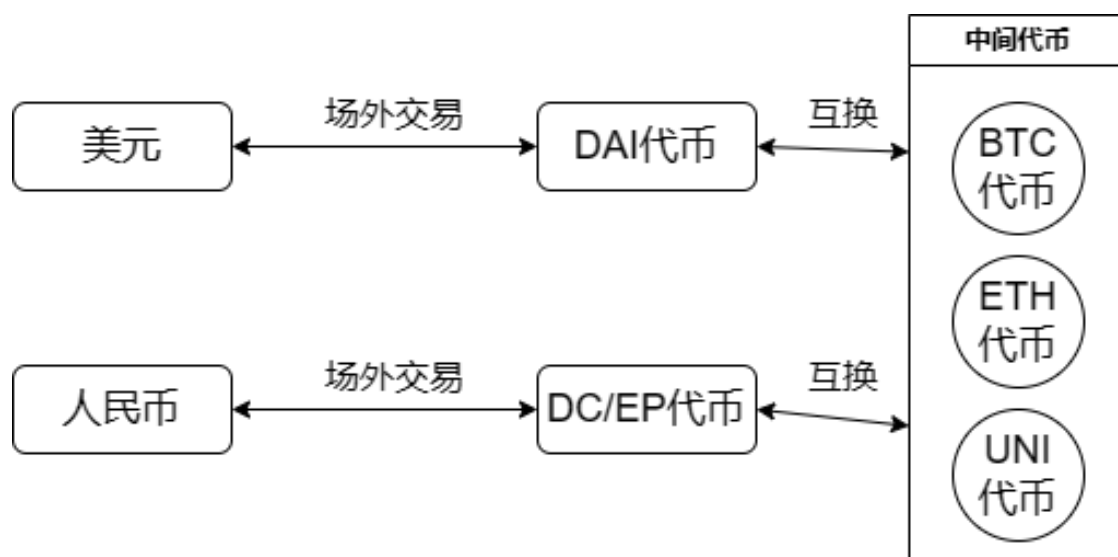 中间代币
美元
场外交易
DAI代币
互换
BTC
代币
ETH
代币
人民币
场外交易
DC/EP代币
互换
UNI
代币